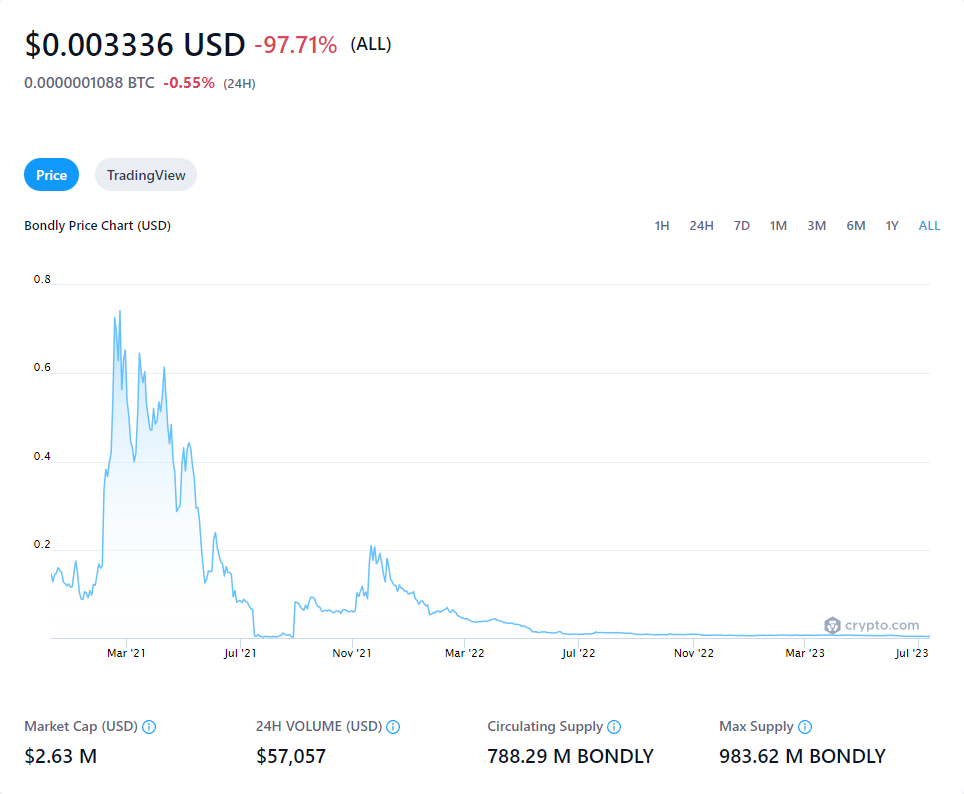 $0.003336 USD -97.71% (ALL)
0.0000001088 BTC -0.55% (24H)
Price TradingView
Bondly Price Chart (USD) 1H 24H 7D 1M 3M 6M 1Y ALL
0.8
0.6
0.4
0.2
crypto.com
Mar '21 Jul '21 Nov '21 Mar '22 Jul '22 Nov '22 Mar '23 Jul '23
Market Cap (USD) 24H VOLUME (USD) Circulating Supply Max Supply
$2.63 M $57,057 788.29 M BONDLY 983.62 M BONDLY